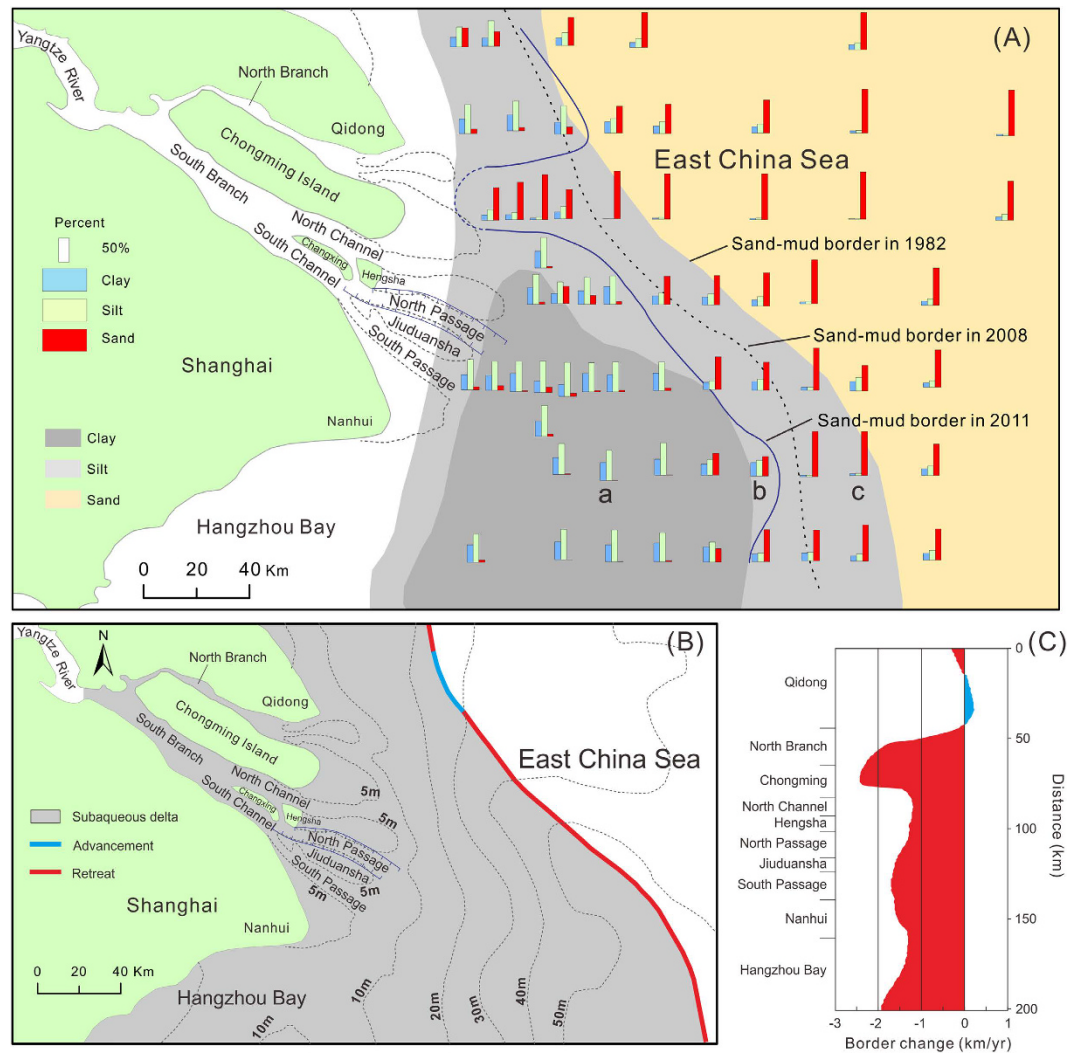 (A)
Yangtze
River
North Branch
Qidong
Chongming Island
South Branch
North Channel
South Channel
Changxing
Hengsha
North Passage
Jiuduansha
South Passage
East China Sea
Percent
50%
Clay
Silt
Sand
Shanghai
Nanhui
Sand-mud border in 1982
Sand-mud border in 2008
Sand-mud border in 2011
Clay
Silt
Sand
a
b
c
Hangzhou Bay
0 20 40 Km
(B)
N
Yangtze
River
North Branch
Qidong
Chongming Island
South Branch
North Channel
South Channel
Changxing
Hengsha
North Passage
Jiuduansha
South Passage
5m
5m
5m
5m
East China Sea
Subaqueous delta
Advancement
Retreat
Shanghai
Nanhui
0 20 40 Km
Hangzhou Bay
10m
10m
20m
30m
40m
50m
(C)
Qidong
North Branch
Chongming
North Channel
Hengsha
North Passage
Jiuduansha
South Passage
Nanhui
Hangzhou Bay
0
50
100
150
200
Distance (km)
-3 -2 -1 0 1
Border change (km/yr)